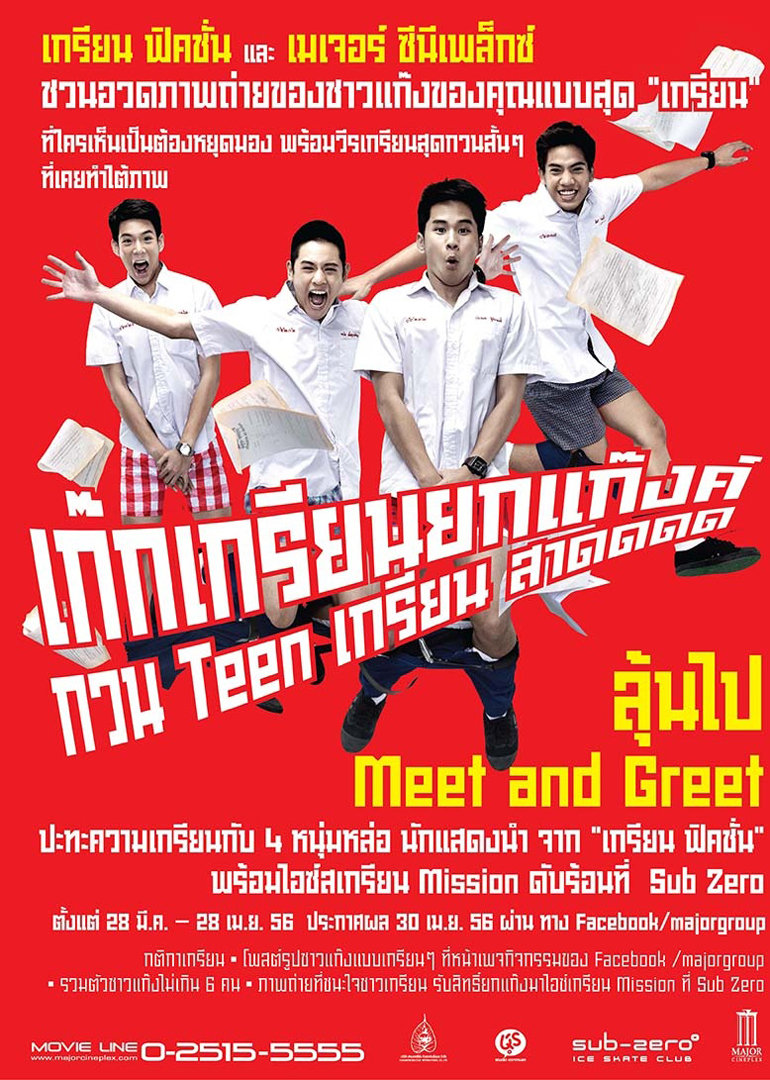 เกรียน ฟิคชั่น และ เมเจอร์ ซีนีเพล็กซ์
ชวนอวดภาพถ่ายของชาวแก๊งของคุณแบบสุด "เกรียน"
ที่ใครเห็นเป็นต้องหยุดมอง พร้อมวีรเกรียนสุดกวนสั้นๆ
ที่เคยทำใต้ภาพ
เก๊กเกรียนยกแก๊งค์
กวน Teen เกรียน สาดดดด
ลุ้นไป
Meet and Greet
ปะทะความเกรียนกับ 4 หนุ่มหล่อ นักแสดงนำ จาก "เกรียน ฟิคชั่น"
พร้อมไอซ์สเกรียน Mission ดับร้อนที่ Sub Zero
ตั้งแต่ 28 มี.ค. – 28 เม.ย. 56 ประกาศผล 30 เม.ย. 56 ผ่าน ทาง Facebook/majorgroup
กติกาเกรียน • โพสต์รูปชาวแก๊งแบบเกรียนๆ ที่หน้าเพจกิจกรรมของ Facebook /majorgroup
• รวมตัวชาวแก๊งไม่เกิน 6 คน • ภาพถ่ายที่ชนะใจชาวเกรียน รับสิทธิ์ยกแก๊งมาไอซ์เกรียน Mission ที่ Sub Zero
MOVIE LINE 0-2515-5555
www.majorcineplex.com
sub-zero
ICE SKATE CLUB
MAJOR
CINEPLEX